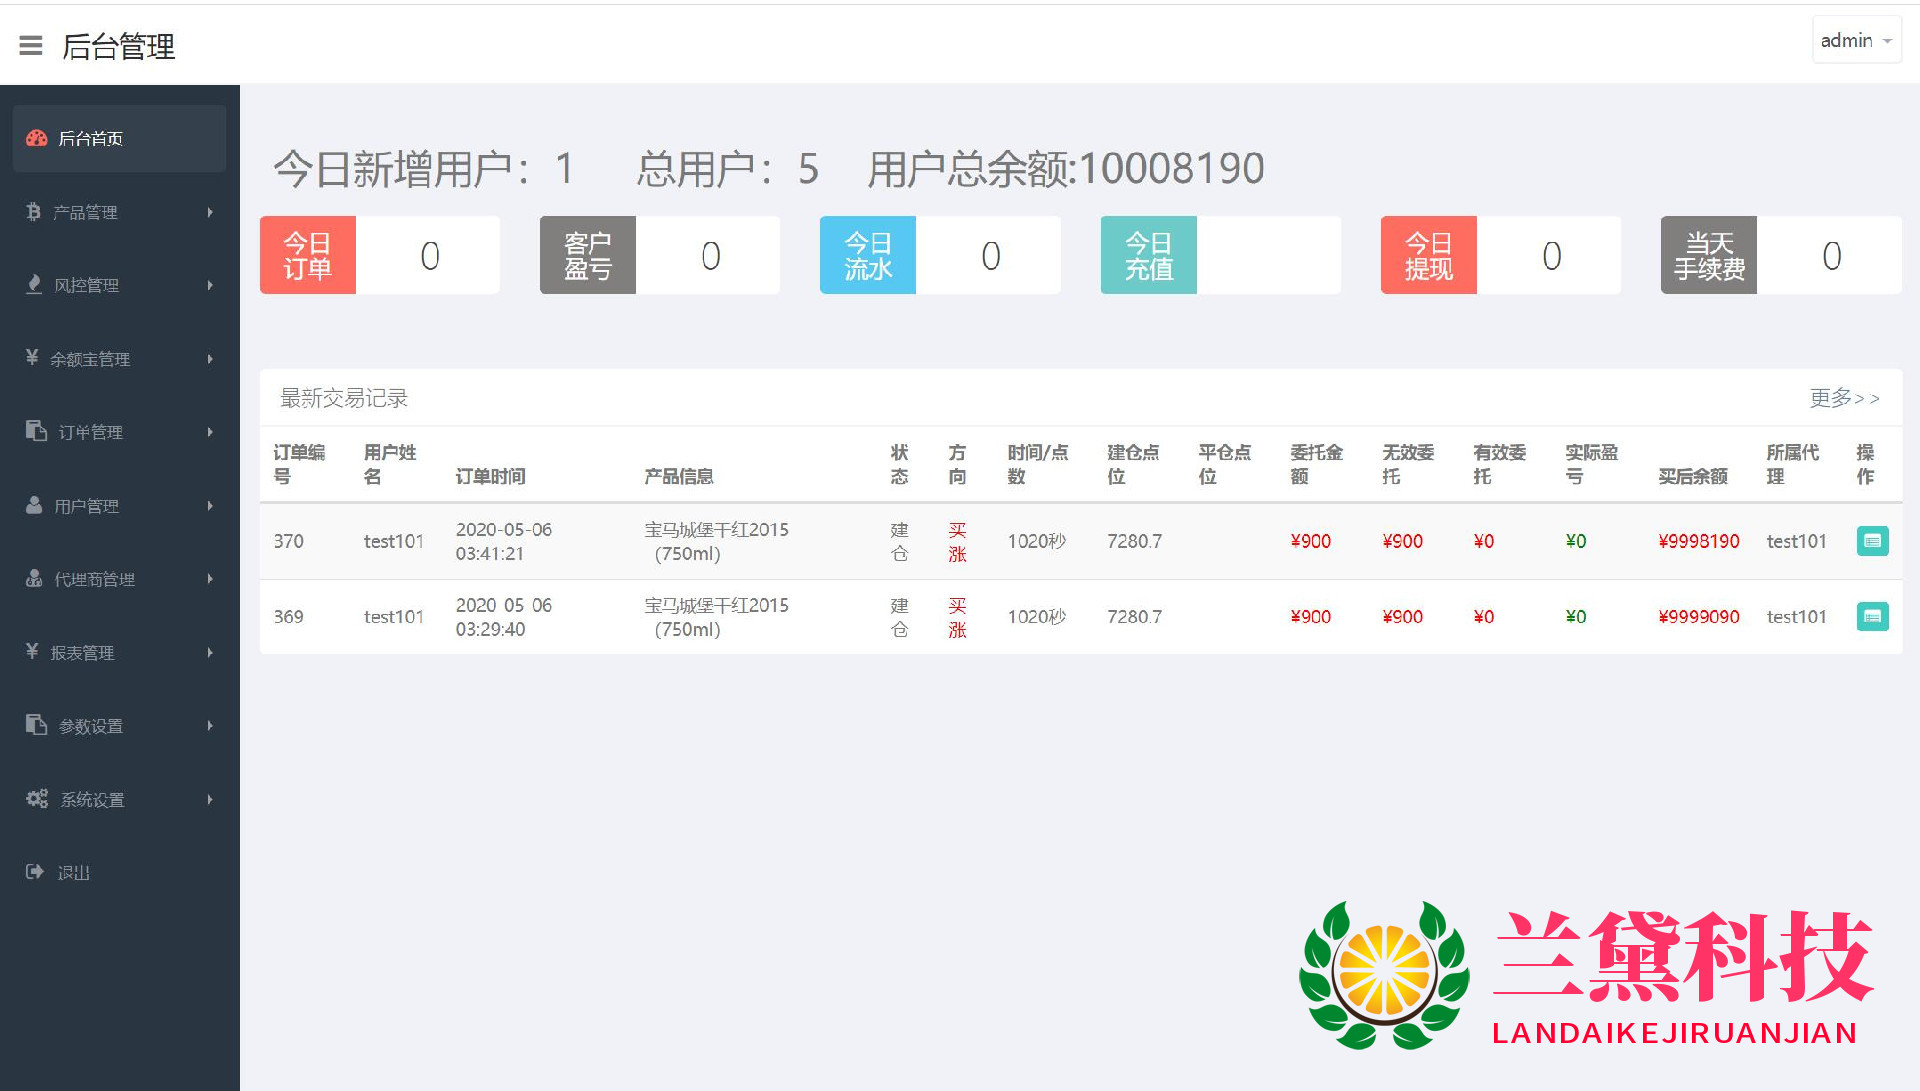 后台管理
admin
后台首页
产品管理
风控管理
余额宝管理
订单管理
用户管理
代理商管理
报表管理
参数设置
系统设置
退出
今日新增用户：1 总用户：5 用户总余额:10008190
今日
订单
0
客户
盈亏
0
今日
流水
0
今日
充值
今日
提现
0
当天
手续费
0
最新交易记录
更多>>
订单编号 用户姓名 订单时间 产品信息 状态 方向 时间/点数 建仓点位 平仓点位 委托金额 无效委托 有效委托 实际盈亏 买后余额 所属代理 操作
370 test101 2020-05-06 03:41:21 宝马城堡干红2015（750ml） 建仓 买涨 1020秒 7280.7 ¥900 ¥900 ¥0 ¥0 ¥9998190 test101
369 test101 2020-05-06 03:29:40 宝马城堡干红2015（750ml） 建仓 买涨 1020秒 7280.7 ¥900 ¥900 ¥0 ¥0 ¥9999090 test101
兰黛科技
LANDAIKEJIRUANJIAN